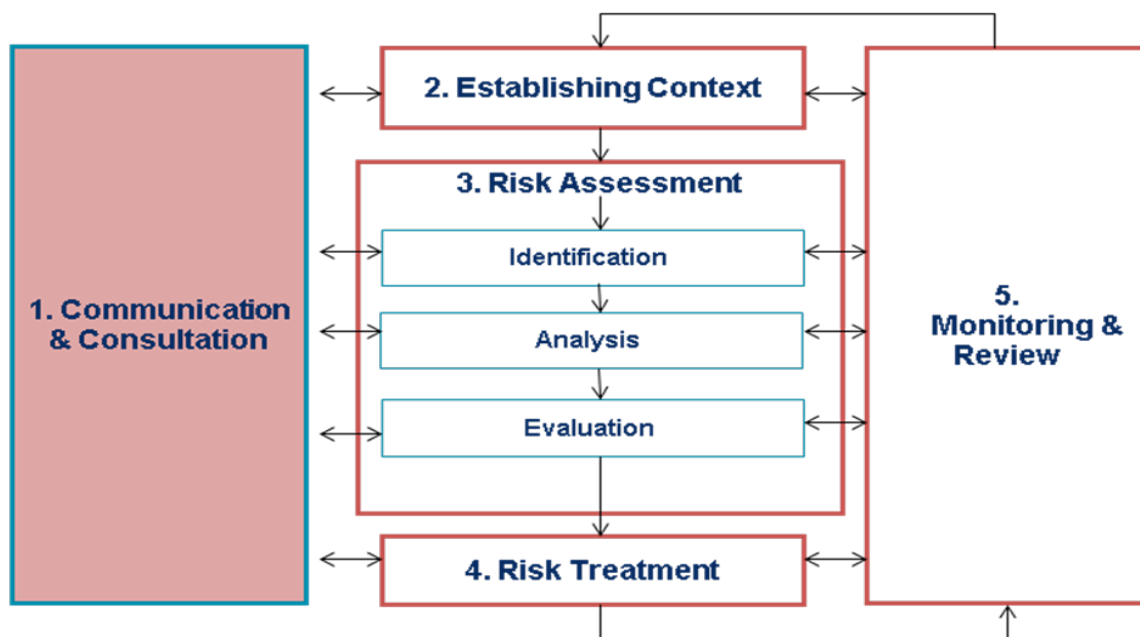 1. Communication
& Consultation
2. Establishing Context
3. Risk Assessment
Identification
Analysis
Evaluation
4. Risk Treatment
5.
Monitoring &
Review